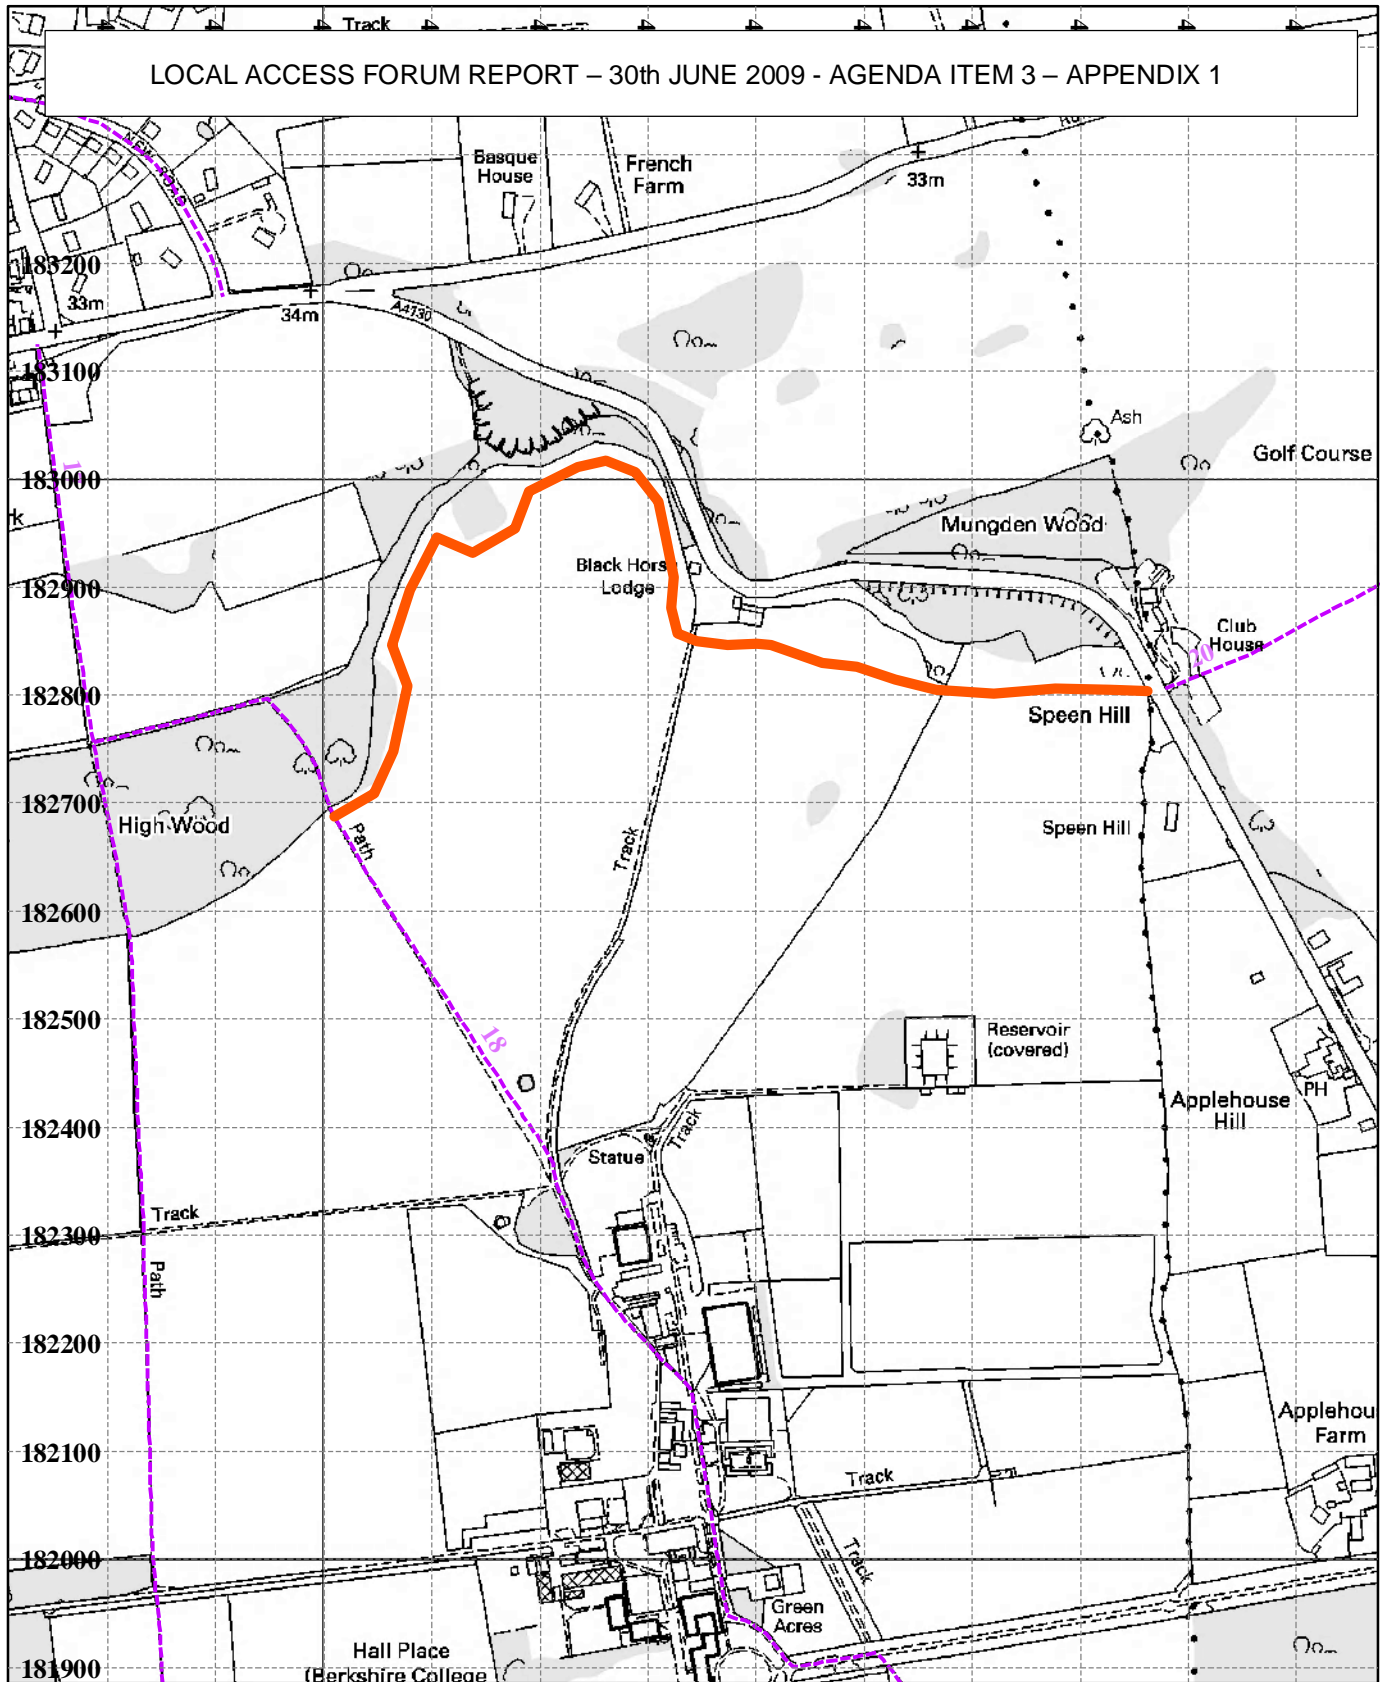 Track
LOCAL ACCESS FORUM REPORT – 30th JUNE 2009 - AGENDA ITEM 3 – APPENDIX 1
Basque
House
French
Farm
33m
183200
33m
34m
A4130
183100
Ash
Golf Course
183000
Mungden Wood
Black Hors
Lodge
182900
Club
House
20
182800
Speen Hill
182700
High Wood
Path
Track
Speen Hill
182600
182500
18
Reservoir
(covered)
PH
Applehouse
Hill
182400
Track
Statue
Track
182300
Path
182200
Applehou
Farm
182100
Track
182000
Track
Green
Acres
Hall Place
(Berkshire College
181900